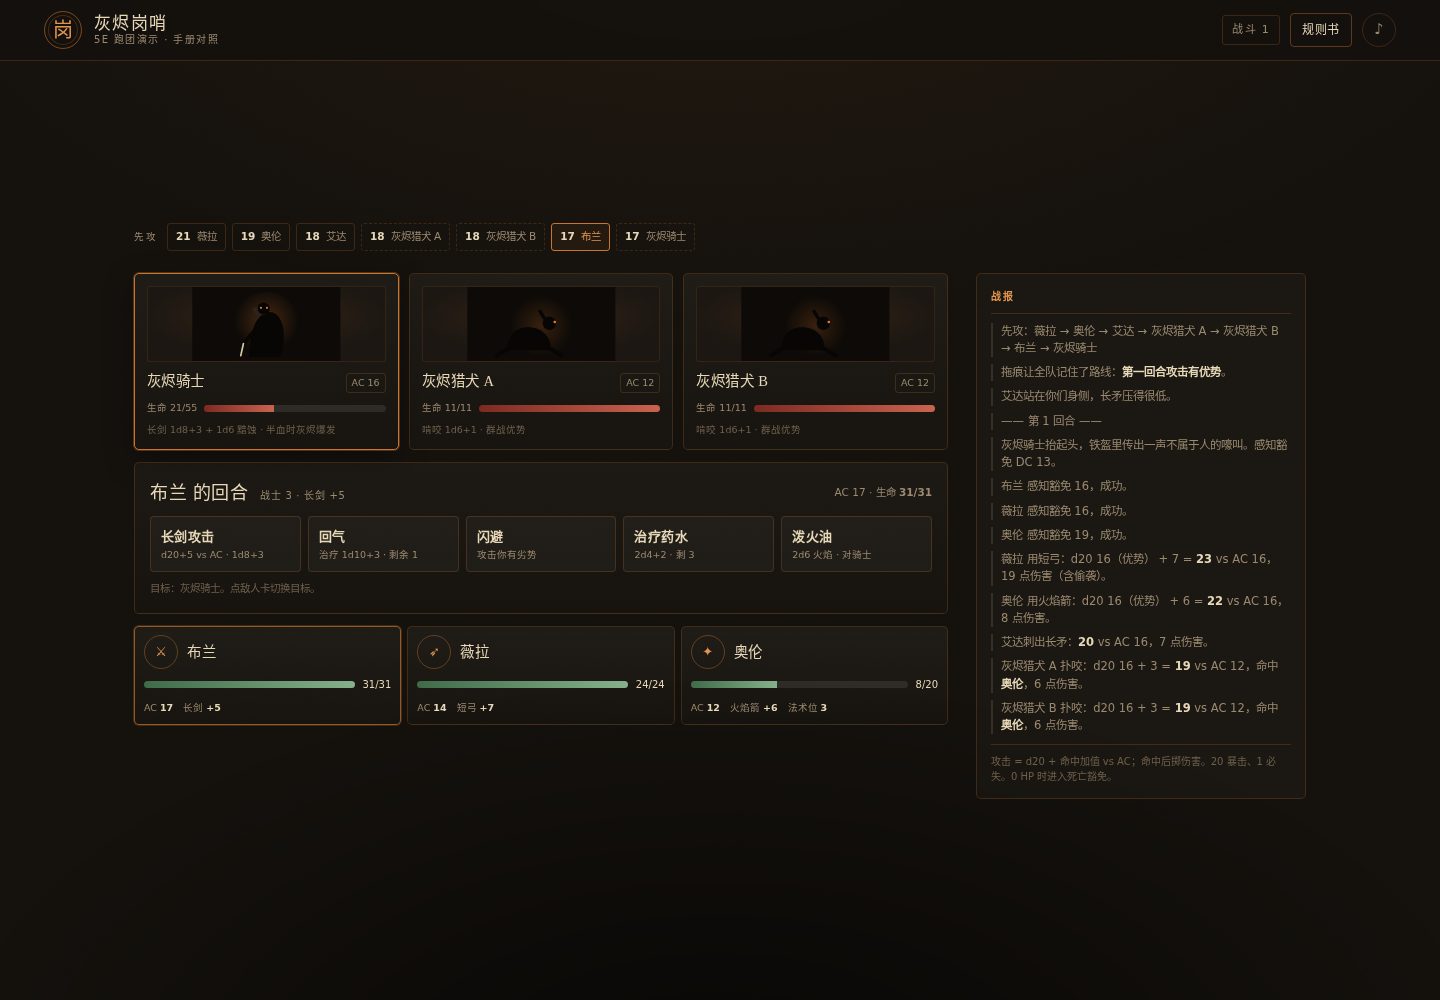 岗
灰烬岗哨
5E 跑团演示 · 手册对照
战斗 1
规则书
♪
先攻
21 薇拉
19 奥伦
18 艾达
18 灰烬猎犬 A
18 灰烬猎犬 B
17 布兰
17 灰烬骑士
灰烬骑士
AC 16
生命 21/55
长剑 1d8+3 + 1d6 黯蚀 · 半血时灰烬爆发
灰烬猎犬 A
AC 12
生命 11/11
啃咬 1d6+1 · 群战优势
灰烬猎犬 B
AC 12
生命 11/11
啃咬 1d6+1 · 群战优势
布兰 的回合
战士 3 · 长剑 +5
AC 17 · 生命 31/31
长剑攻击
d20+5 vs AC · 1d8+3
回气
治疗 1d10+3 · 剩余 1
闪避
攻击你有劣势
治疗药水
2d4+2 · 剩 3
泼火油
2d6 火焰 · 对骑士
目标：灰烬骑士。点敌人卡切换目标。
布兰
31/31
AC 17 长剑 +5
薇拉
24/24
AC 14 短弓 +7
奥伦
8/20
AC 12 火焰箭 +6 法术位 3
战报
先攻：薇拉 → 奥伦 → 艾达 → 灰烬猎犬 A → 灰烬猎犬 B
→ 布兰 → 灰烬骑士
拖痕让全队记住了路线：第一回合攻击有优势。
艾达站在你们身侧，长矛压得很低。
—— 第 1 回合 ——
灰烬骑士抬起头，铁盔里传出一声不属于人的嚎叫。感知豁
免 DC 13。
布兰 感知豁免 16，成功。
薇拉 感知豁免 16，成功。
奥伦 感知豁免 19，成功。
薇拉 用短弓：d20 16（优势） + 7 = 23 vs AC 16，
19 点伤害（含偷袭）。
奥伦 用火焰箭：d20 16（优势） + 6 = 22 vs AC 16，
8 点伤害。
艾达刺出长矛：20 vs AC 16，7 点伤害。
灰烬猎犬 A 扑咬：d20 16 + 3 = 19 vs AC 12，命中
奥伦，6 点伤害。
灰烬猎犬 B 扑咬：d20 16 + 3 = 19 vs AC 12，命中
奥伦，6 点伤害。
攻击 = d20 + 命中加值 vs AC；命中后掷伤害。20 暴击、1 必
失。0 HP 时进入死亡豁免。